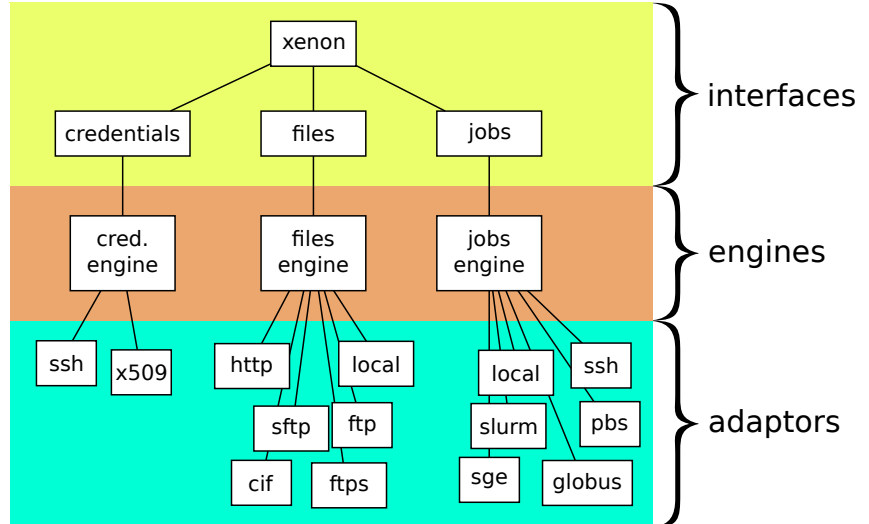 xenon
interfaces
credentials
files
jobs
cred.
engine
files
engine
jobs
engine
engines
ssh
x509
http
local
sftp
ftp
cif
ftps
local
ssh
slurm
pbs
sge
globus
adaptors